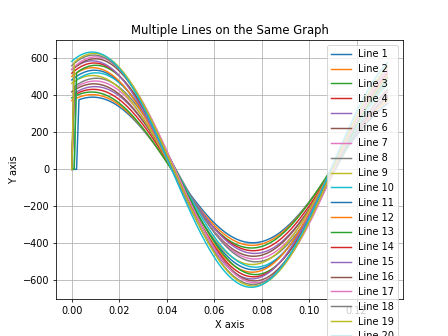 Multiple Lines on the Same Graph
Y axis
600
400
200
0
−200
−400
−600
0.00
0.02
0.04
0.06
0.08
0.10
X axis
Line 1
Line 2
Line 3
Line 4
Line 5
Line 6
Line 7
Line 8
Line 9
Line 10
Line 11
Line 12
Line 13
Line 14
Line 15
Line 16
Line 17
Line 18
Line 19
Line 20